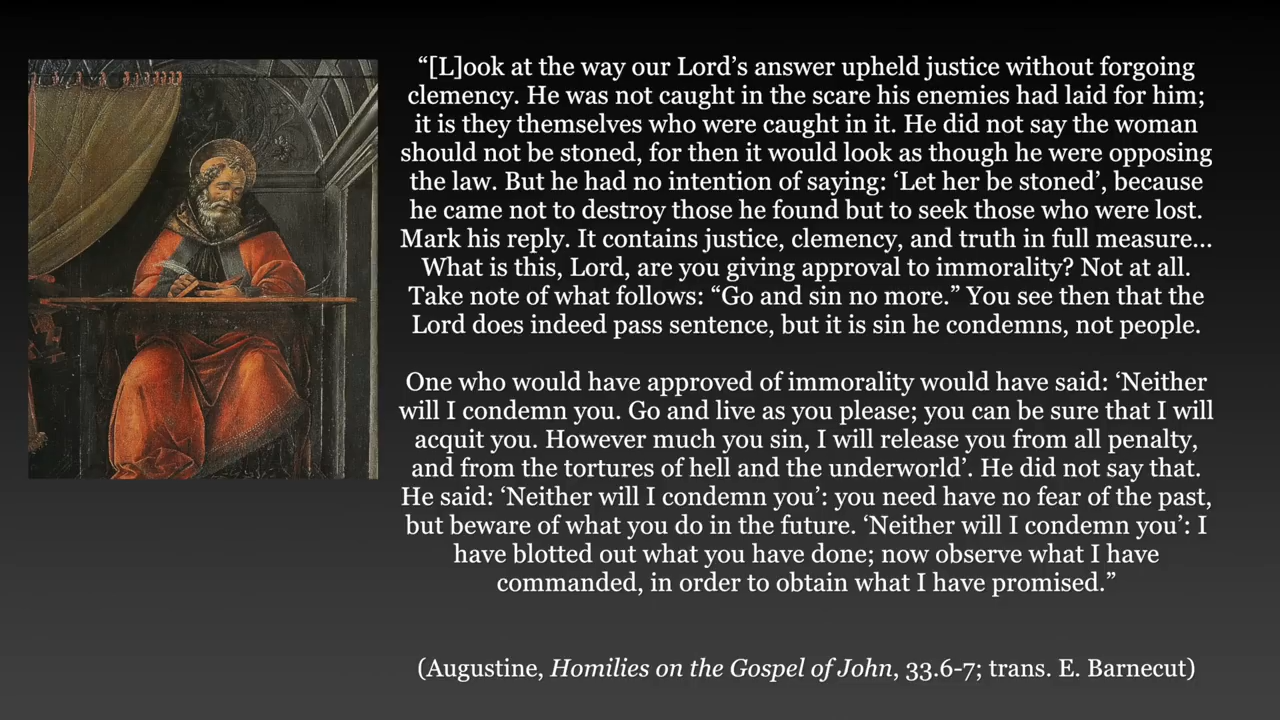 “[L]ook at the way our Lord’s answer upheld justice without forgoing
clemency. He was not caught in the scare his enemies had laid for him;
it is they themselves who were caught in it. He did not say the woman
should not be stoned, for then it would look as though he were opposing
the law. But he had no intention of saying: ‘Let her be stoned’, because
he came not to destroy those he found but to seek those who were lost.
Mark his reply. It contains justice, clemency, and truth in full measure...
What is this, Lord, are you giving approval to immorality? Not at all.
Take note of what follows: “Go and sin no more.” You see then that the
Lord does indeed pass sentence, but it is sin he condemns, not people.
One who would have approved of immorality would have said: ‘Neither
will I condemn you. Go and live as you please; you can be sure that I will
acquit you. However much you sin, I will release you from all penalty,
and from the tortures of hell and the underworld’. He did not say that.
He said: ‘Neither will I condemn you’: you need have no fear of the past,
but beware of what you do in the future. ‘Neither will I condemn you’: I
have blotted out what you have done; now observe what I have
commanded, in order to obtain what I have promised.”
(Augustine, Homilies on the Gospel of John, 33.6-7; trans. E. Barnecut)